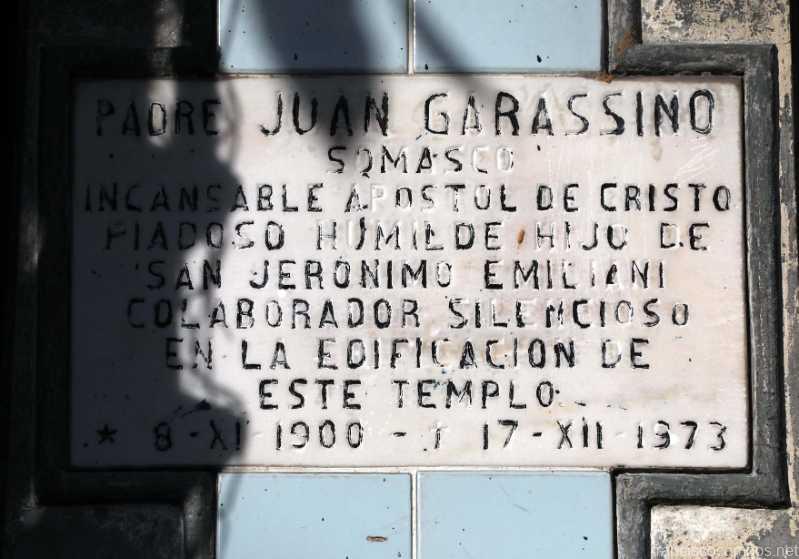 PADRE JUAN GARASSINO
SOMASCO
INCANSABLE APOSTOL DE CRISTO
PIADOSO HUMILDE HIJO DE
SAN JERONIMO EMILIANI
COLABORADOR SILENCIOSO
EN LA EDIFICACION DE
ESTE TEMPLO
* 8-XI-1900 - † 17-XII-1973